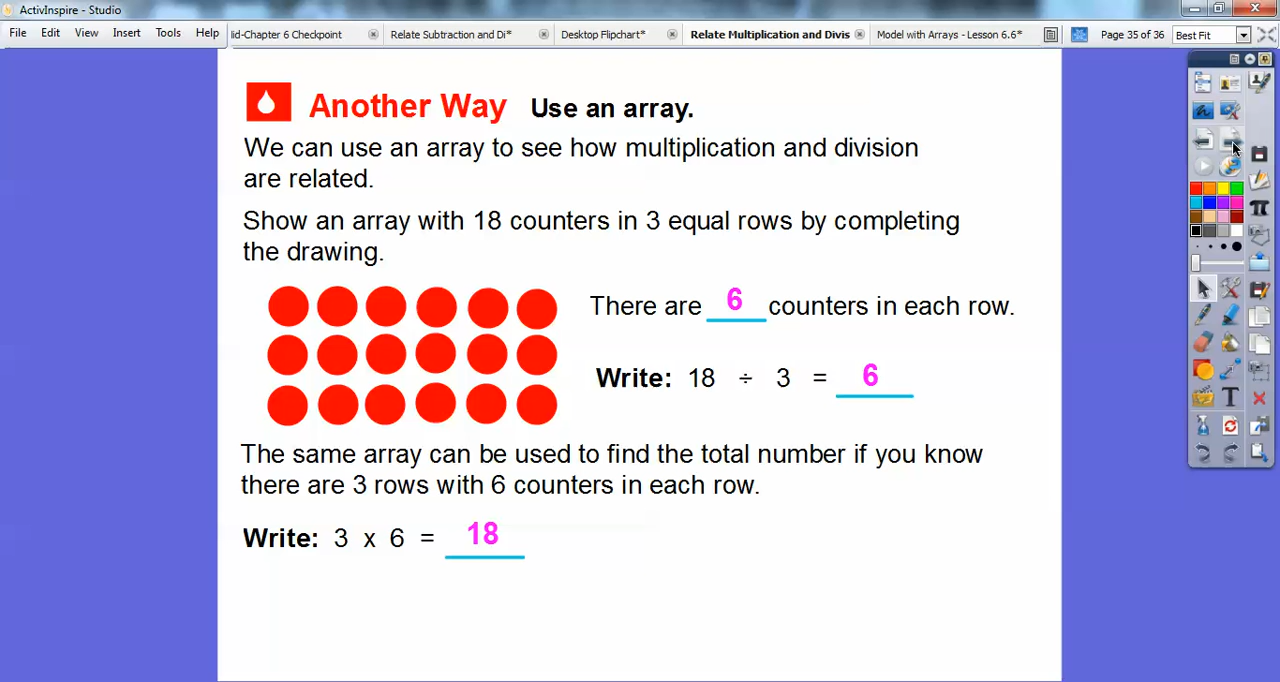 ActivInspire - Studio
File Edit View Insert Tools Help
lid-Chapter 6 Checkpoint Relate Subtraction and Di* Desktop Flipchart* Relate Multiplication and Divis Model with Arrays - Lesson 6.6* Page 35 of 36 Best Fit
Another Way Use an array.
We can use an array to see how multiplication and division
are related.
Show an array with 18 counters in 3 equal rows by completing
the drawing.
There are 6 counters in each row.
Write: 18 ÷ 3 = 6
The same array can be used to find the total number if you know
there are 3 rows with 6 counters in each row.
Write: 3 x 6 = 18